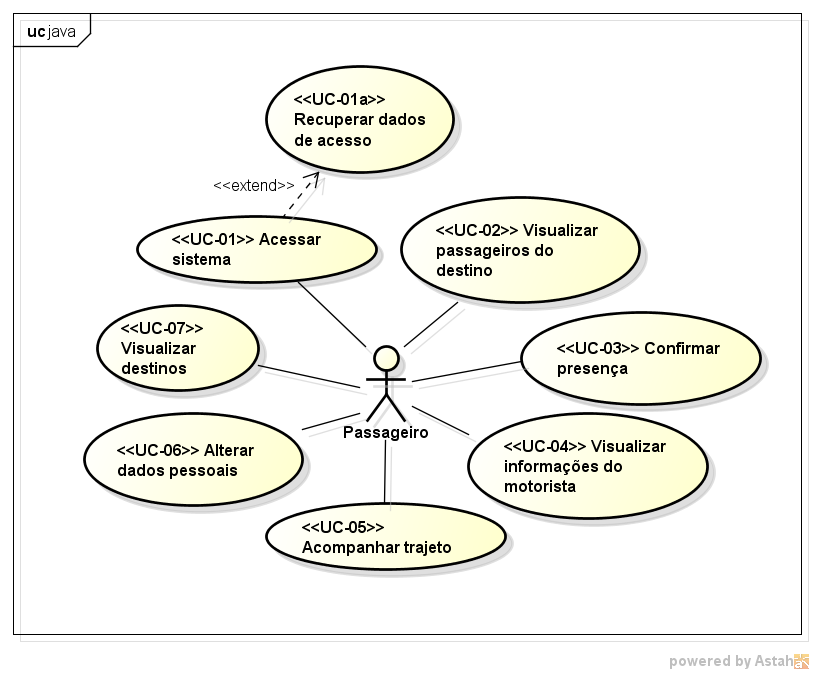 uc java
<<UC-01a>>
Recuperar dados
de acesso
<<extend>>
<<UC-01>> Acessar
sistema
<<UC-02>> Visualizar
passageiros do
destino
<<UC-07>>
Visualizar
destinos
<<UC-03>> Confirmar
presença
Passageiro
<<UC-06>> Alterar
dados pessoais
<<UC-04>> Visualizar
informações do
motorista
<<UC-05>>
Acompanhar trajeto
powered by Astah